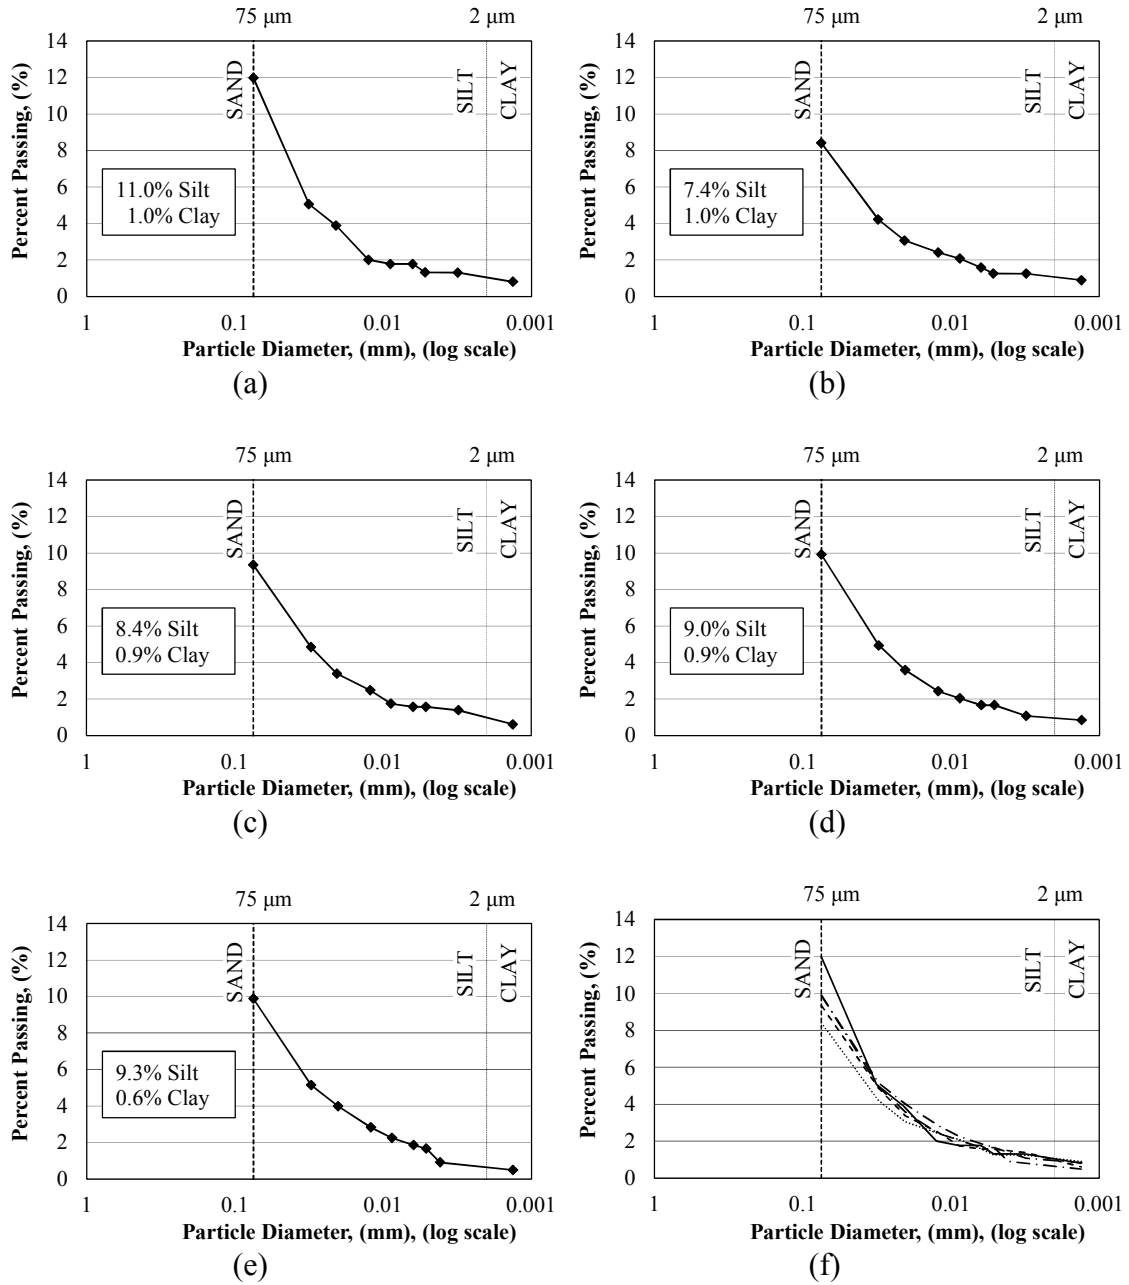 75 μm 2 μm
14
12
10
8
6
4
2
0
Percent Passing, (%)
SAND
SILT
CLAY
11.0% Silt
1.0% Clay
1 0.1 0.01 0.001
Particle Diameter, (mm), (log scale)
(a)
75 μm 2 μm
14
12
10
8
6
4
2
0
Percent Passing, (%)
SAND
SILT
CLAY
7.4% Silt
1.0% Clay
1 0.1 0.01 0.001
Particle Diameter, (mm), (log scale)
(b)
75 μm 2 μm
14
12
10
8
6
4
2
0
Percent Passing, (%)
SAND
SILT
CLAY
8.4% Silt
0.9% Clay
1 0.1 0.01 0.001
Particle Diameter, (mm), (log scale)
(c)
75 μm 2 μm
14
12
10
8
6
4
2
0
Percent Passing, (%)
SAND
SILT
CLAY
9.0% Silt
0.9% Clay
1 0.1 0.01 0.001
Particle Diameter, (mm), (log scale)
(d)
75 μm 2 μm
14
12
10
8
6
4
2
0
Percent Passing, (%)
SAND
SILT
CLAY
9.3% Silt
0.6% Clay
1 0.1 0.01 0.001
Particle Diameter, (mm), (log scale)
(e)
75 μm 2 μm
14
12
10
8
6
4
2
0
Percent Passing, (%)
SAND
SILT
CLAY
1 0.1 0.01 0.001
Particle Diameter, (mm), (log scale)
(f)